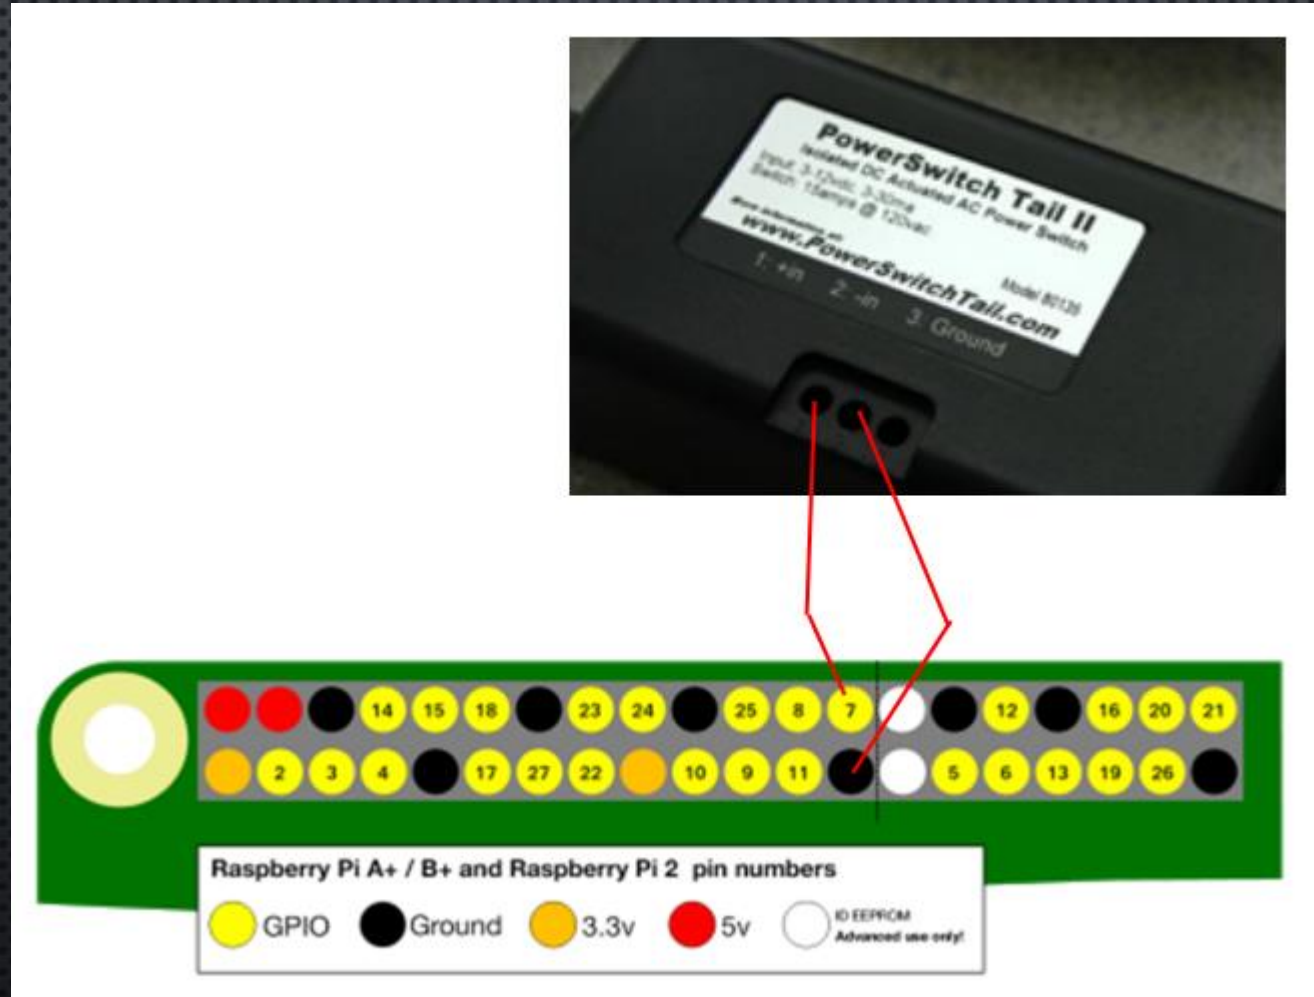 PowerSwitch Tail II
Isolated DC Actuated AC Power Switch
Input: 3-12vdc, 3-30ma
Switch: 15amps @ 120vac
More information at:
www.PowerSwitchTail.com
Model 80135
1: +in 2: -in 3: Ground
14 15 18 23 24 25 8 7 12 16 20 21
2 3 4 17 27 22 10 9 11 5 6 13 19 26
Raspberry Pi A+ / B+ and Raspberry Pi 2 pin numbers
GPIO Ground 3.3v 5v ID EEPROM
Advanced use only!